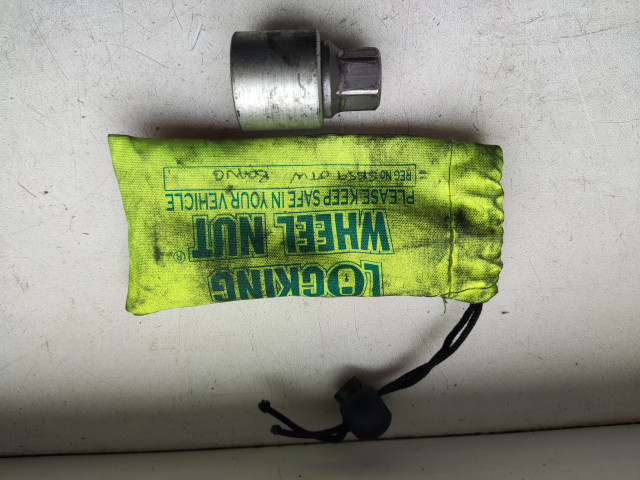 LOCKING
WHEEL NUT®
PLEASE KEEP SAFE IN YOUR VEHICLE
REG NO